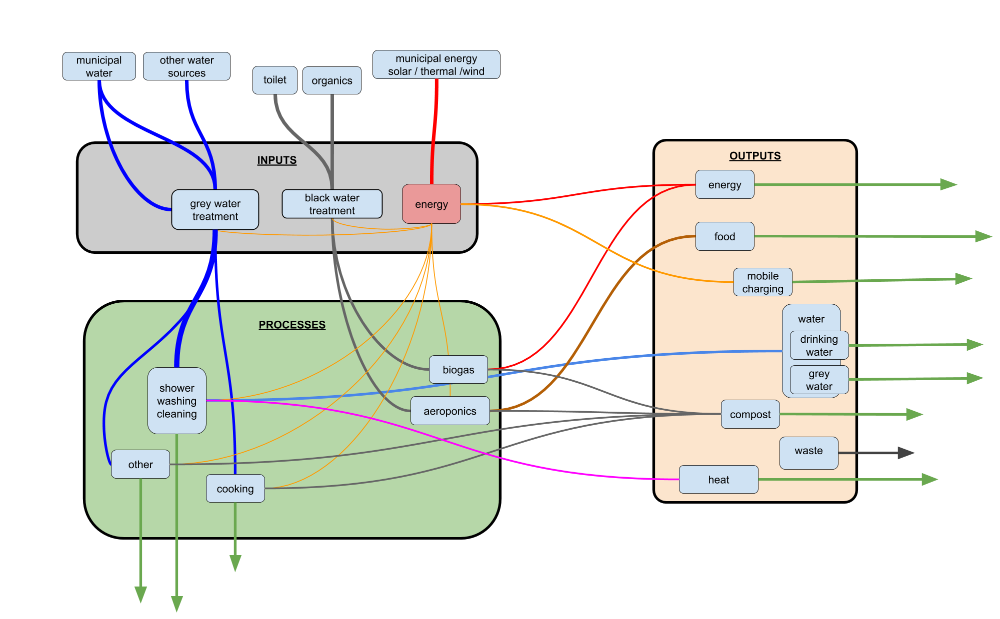 municipal
water
other water
sources
toilet
organics
municipal energy
solar / thermal /wind
INPUTS
grey water
treatment
black water
treatment
energy
PROCESSES
biogas
aeroponics
shower
washing
cleaning
other
cooking
OUTPUTS
energy
food
mobile
charging
water
drinking
water
grey
water
compost
waste
heat